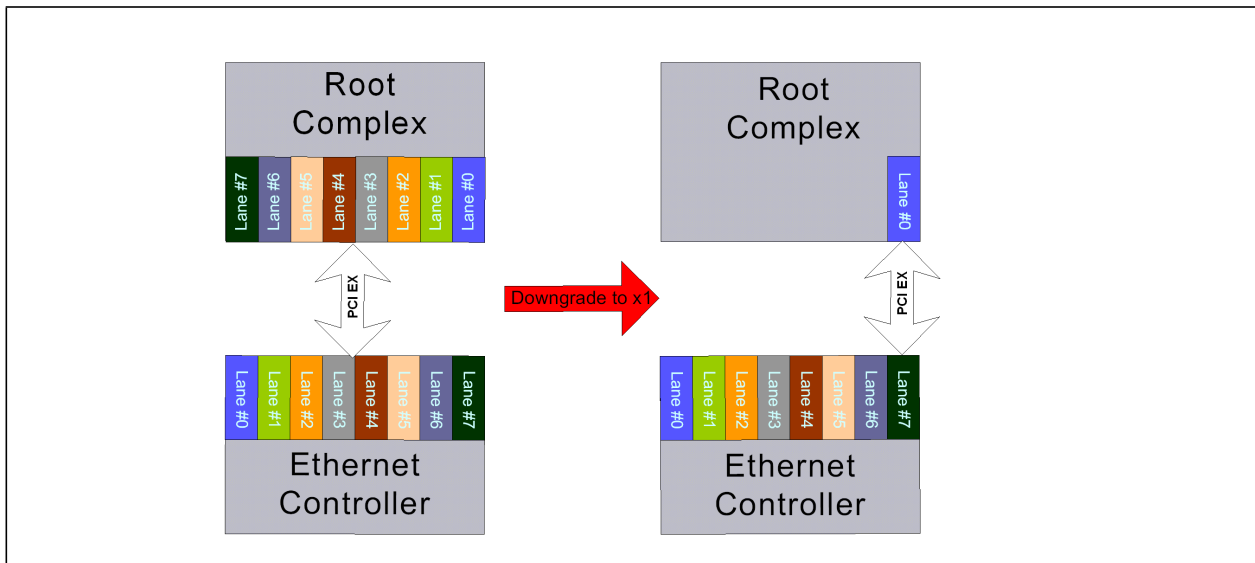 Root
Complex
Lane #7
Lane #6
Lane #5
Lane #4
Lane #3
Lane #2
Lane #1
Lane #0
PCI EX
Lane #0
Lane #1
Lane #2
Lane #3
Lane #4
Lane #5
Lane #6
Lane #7
Ethernet
Controller
Downgrade to x1
Root
Complex
Lane #0
PCI EX
Lane #0
Lane #1
Lane #2
Lane #3
Lane #4
Lane #5
Lane #6
Lane #7
Ethernet
Controller